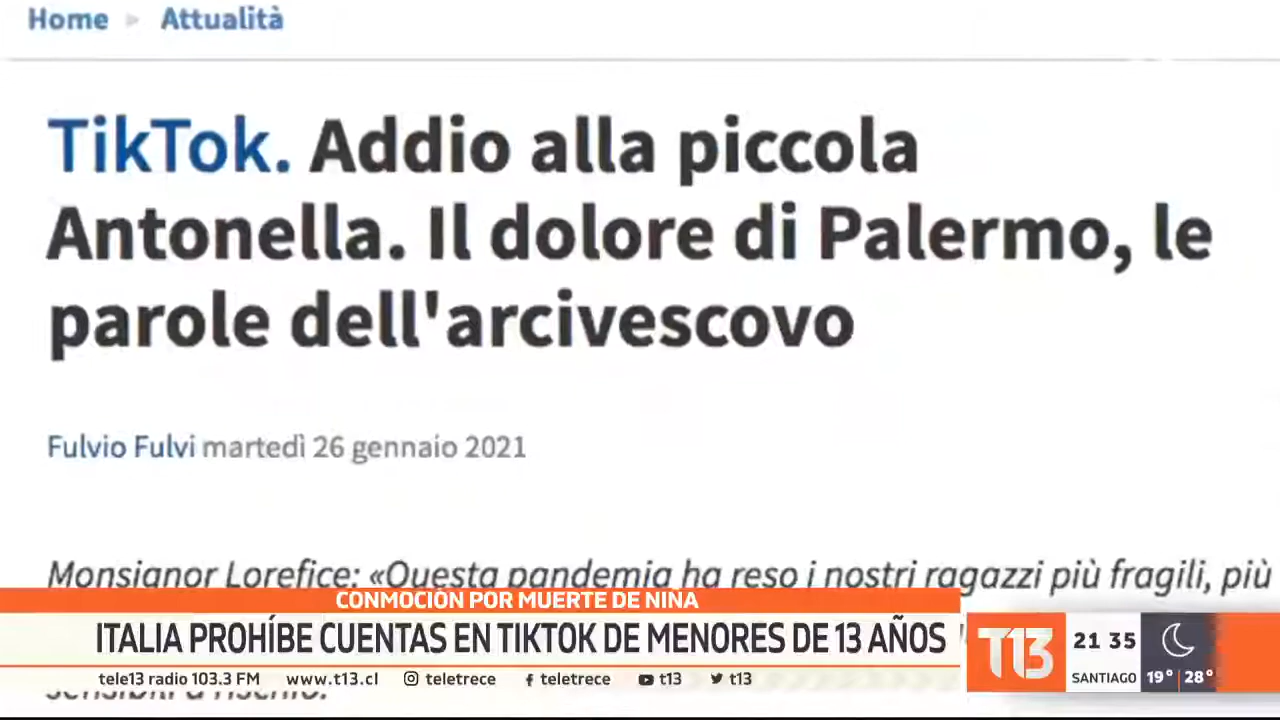 Home ▸ Attualità
TikTok. Addio alla piccola
Antonella. Il dolore di Palermo, le
parole dell'arcivescovo
Fulvio Fulvi martedì 26 gennaio 2021
Monsignor Lorefice: «Questa pandemia ha reso i nostri ragazzi più fragili, più
CONMOCIÓN POR MUERTE DE NIÑA
ITALIA PROHÍBE CUENTAS EN TIKTOK DE MENORES DE 13 AÑOS
tele13 radio 103.3 FM www.t13.cl teletrece teletrece t13 t13
T13
21 35
SANTIAGO
19° 28°